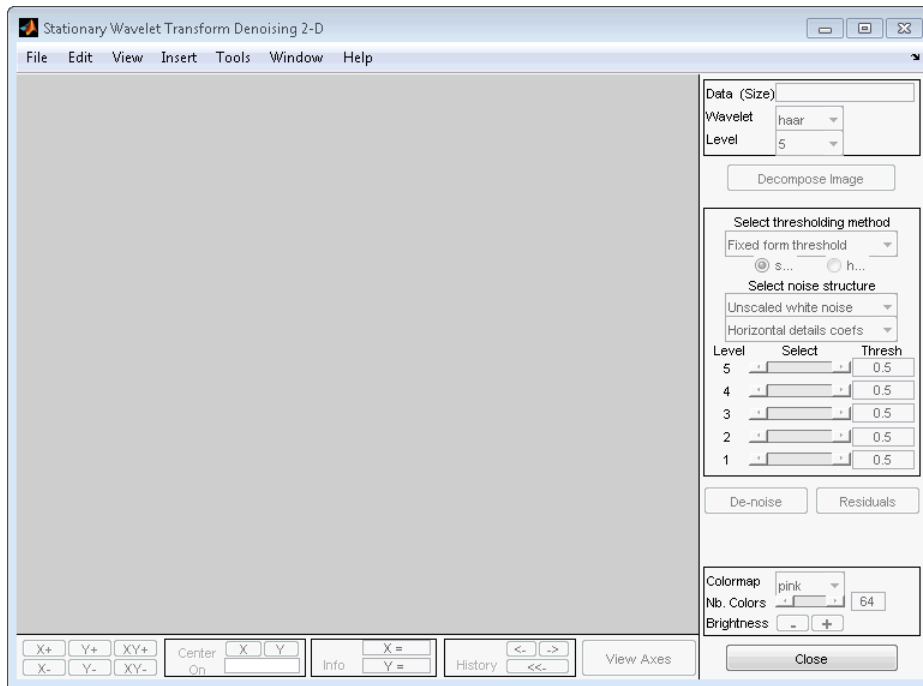 Stationary Wavelet Transform Denoising 2-D
File Edit View Insert Tools Window Help
Data (Size)
Wavelet haar
Level 5
Decompose Image
Select thresholding method
Fixed form threshold
s... h...
Select noise structure
Unscaled white noise
Horizontal details coefs
Level Select Thresh
5 0.5
4 0.5
3 0.5
2 0.5
1 0.5
De-noise Residuals
Colormap pink
Nb. Colors 64
Brightness - +
Close
X+ Y+ XY+
X- Y- XY-
Center On X Y
Info X = Y =
History <- -> <<-
View Axes